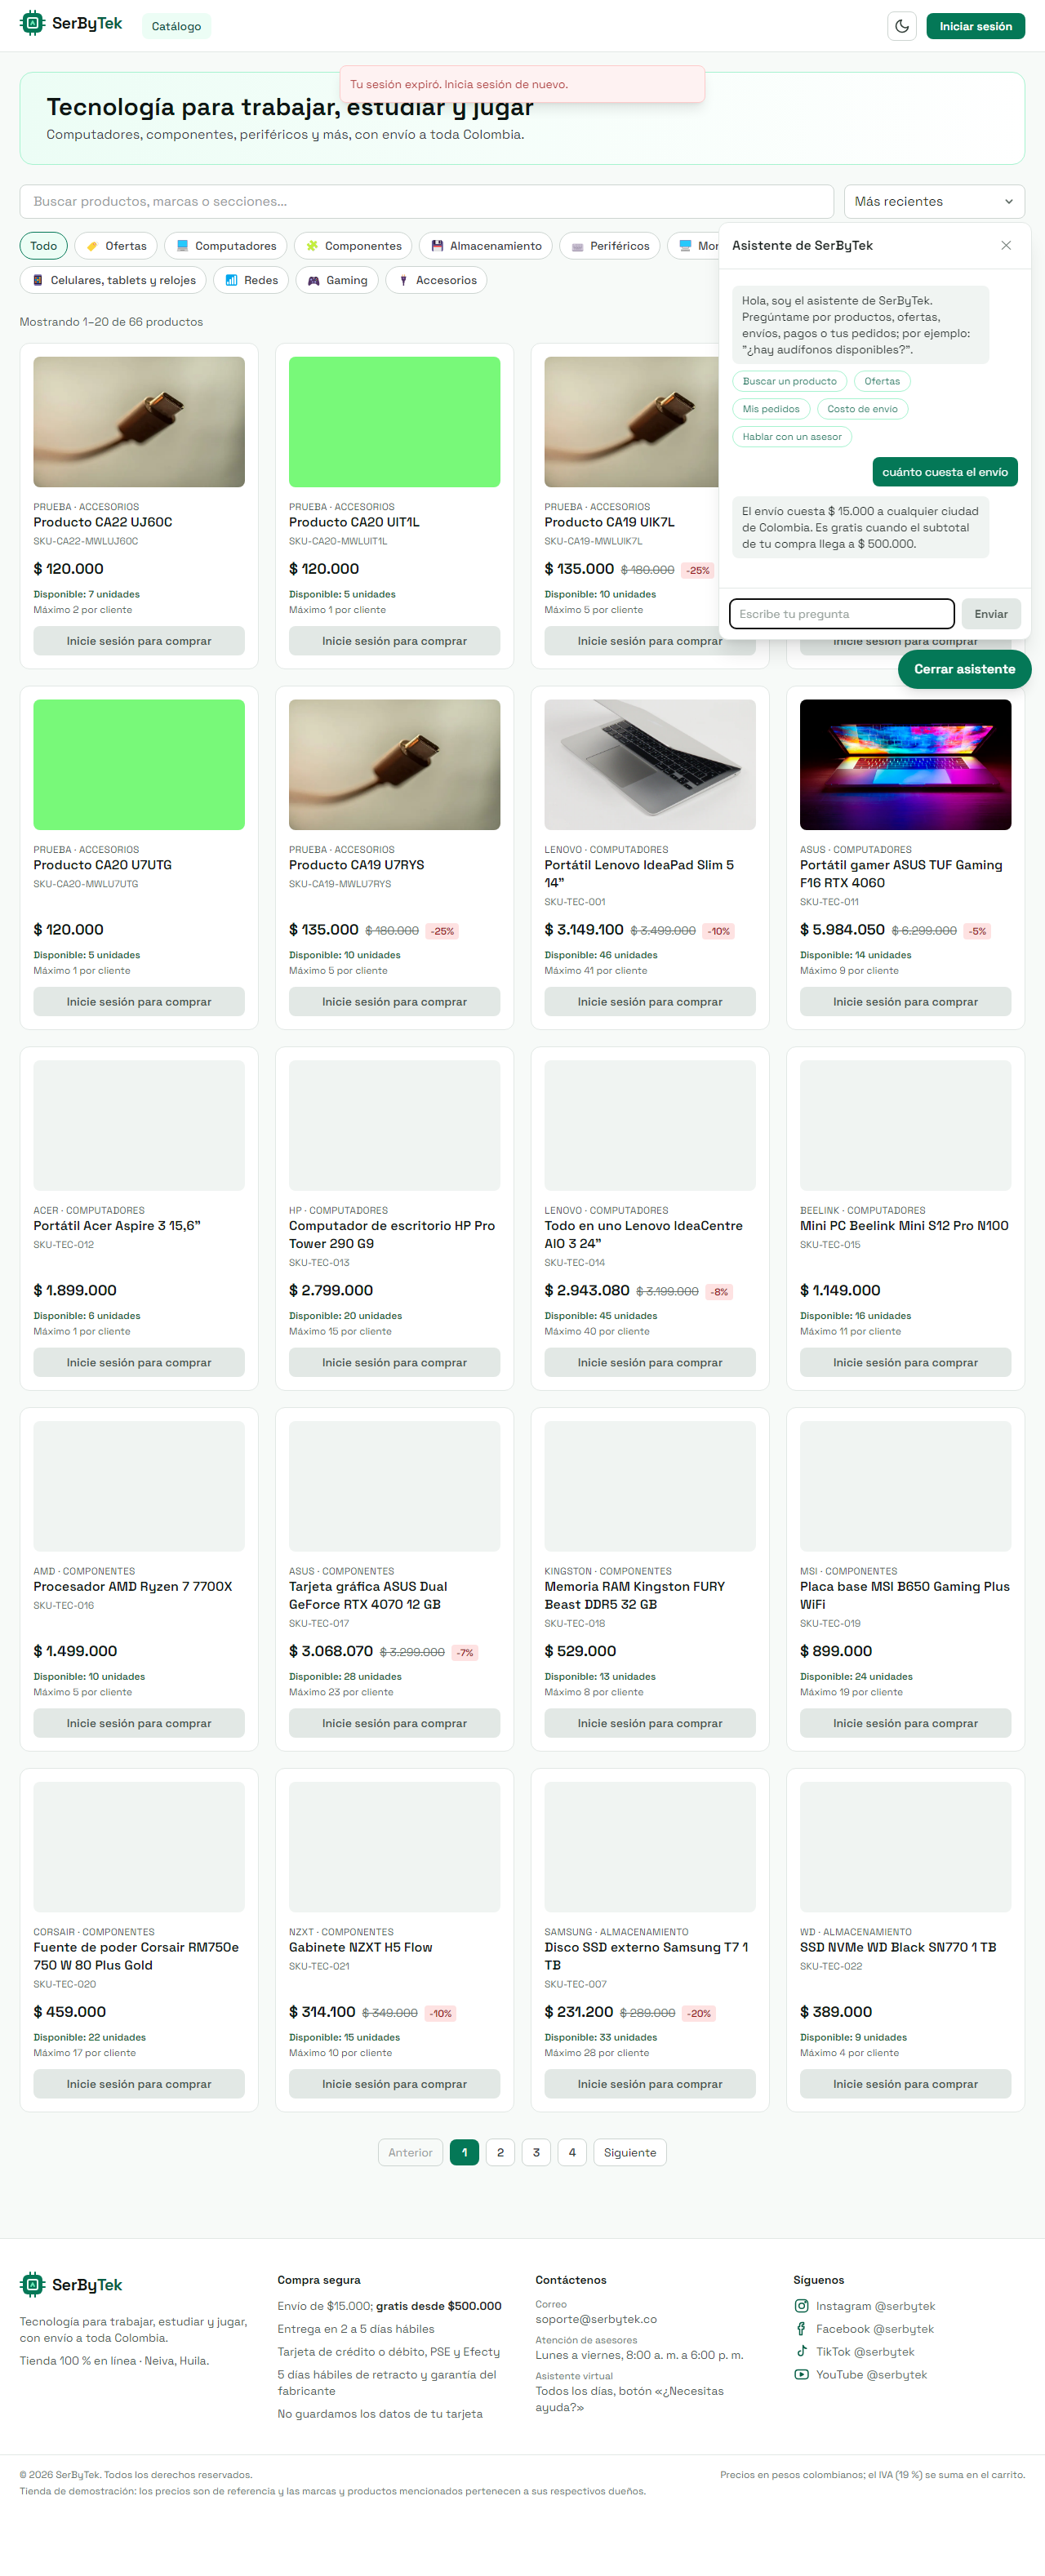 SerByTek
Catálogo
Iniciar sesión
Tu sesión expiró. Inicia sesión de nuevo.
Tecnología para trabajar, estudiar y jugar
Computadores, componentes, periféricos y más, con envío a toda Colombia.
Buscar productos, marcas o secciones...
Más recientes
Todo
Ofertas
Computadores
Componentes
Almacenamiento
Periféricos
Celulares, tablets y relojes
Redes
Gaming
Accesorios
Mostrando 1–20 de 66 productos
Asistente de SerByTek
Hola, soy el asistente de SerByTek.
Pregúntame por productos, ofertas,
envíos, pagos o tus pedidos; por ejemplo:
"¿hay audífonos disponibles?".
Buscar un producto
Ofertas
Mis pedidos
Costo de envío
Hablar con un asesor
cuánto cuesta el envío
El envío cuesta $ 15.000 a cualquier ciudad
de Colombia. Es gratis cuando el subtotal
de tu compra llega a $ 500.000.
Escribe tu pregunta
Enviar
Cerrar asistente
PRUEBA · ACCESORIOS
Producto CA22 UJ60C
SKU-CA22-MWLUJ60C
$ 120.000
Disponible: 7 unidades
Máximo 2 por cliente
Inicie sesión para comprar
PRUEBA · ACCESORIOS
Producto CA20 UIT1L
SKU-CA20-MWLUIT1L
$ 120.000
Disponible: 5 unidades
Máximo 1 por cliente
Inicie sesión para comprar
PRUEBA · ACCESORIOS
Producto CA19 UIK7L
SKU-CA19-MWLUIK7L
$ 135.000 $ 180.000 -25%
Disponible: 10 unidades
Máximo 5 por cliente
Inicie sesión para comprar
Inicie sesión para comprar
PRUEBA · ACCESORIOS
Producto CA20 U7UTG
SKU-CA20-MWLU7UTG
$ 120.000
Disponible: 5 unidades
Máximo 1 por cliente
Inicie sesión para comprar
PRUEBA · ACCESORIOS
Producto CA19 U7RYS
SKU-CA19-MWLU7RYS
$ 135.000 $ 180.000 -25%
Disponible: 10 unidades
Máximo 5 por cliente
Inicie sesión para comprar
LENOVO · COMPUTADORES
Portátil Lenovo IdeaPad Slim 5
14"
SKU-TEC-001
$ 3.149.100 $ 3.499.000 -10%
Disponible: 46 unidades
Máximo 41 por cliente
Inicie sesión para comprar
ASUS · COMPUTADORES
Portátil gamer ASUS TUF Gaming
F16 RTX 4060
SKU-TEC-011
$ 5.984.050 $ 6.299.000 -5%
Disponible: 14 unidades
Máximo 9 por cliente
Inicie sesión para comprar
ACER · COMPUTADORES
Portátil Acer Aspire 3 15,6"
SKU-TEC-012
$ 1.899.000
Disponible: 6 unidades
Máximo 1 por cliente
Inicie sesión para comprar
HP · COMPUTADORES
Computador de escritorio HP Pro
Tower 290 G9
SKU-TEC-013
$ 2.799.000
Disponible: 20 unidades
Máximo 15 por cliente
Inicie sesión para comprar
LENOVO · COMPUTADORES
Todo en uno Lenovo IdeaCentre
AIO 3 24"
SKU-TEC-014
$ 2.943.080 $ 3.199.000 -8%
Disponible: 45 unidades
Máximo 40 por cliente
Inicie sesión para comprar
BEELINK · COMPUTADORES
Mini PC Beelink Mini S12 Pro N100
SKU-TEC-015
$ 1.149.000
Disponible: 16 unidades
Máximo 11 por cliente
Inicie sesión para comprar
AMD · COMPONENTES
Procesador AMD Ryzen 7 7700X
SKU-TEC-016
$ 1.499.000
Disponible: 10 unidades
Máximo 5 por cliente
Inicie sesión para comprar
ASUS · COMPONENTES
Tarjeta gráfica ASUS Dual
GeForce RTX 4070 12 GB
SKU-TEC-017
$ 3.068.070 $ 3.299.000 -7%
Disponible: 28 unidades
Máximo 23 por cliente
Inicie sesión para comprar
KINGSTON · COMPONENTES
Memoria RAM Kingston FURY
Beast DDR5 32 GB
SKU-TEC-018
$ 529.000
Disponible: 13 unidades
Máximo 8 por cliente
Inicie sesión para comprar
MSI · COMPONENTES
Placa base MSI B650 Gaming Plus
WiFi
SKU-TEC-019
$ 899.000
Disponible: 24 unidades
Máximo 19 por cliente
Inicie sesión para comprar
CORSAIR · COMPONENTES
Fuente de poder Corsair RM750e
750 W 80 Plus Gold
SKU-TEC-020
$ 459.000
Disponible: 22 unidades
Máximo 17 por cliente
Inicie sesión para comprar
NZXT · COMPONENTES
Gabinete NZXT H5 Flow
SKU-TEC-021
$ 314.100 $ 349.000 -10%
Disponible: 15 unidades
Máximo 10 por cliente
Inicie sesión para comprar
SAMSUNG · ALMACENAMIENTO
Disco SSD externo Samsung T7 1
TB
SKU-TEC-007
$ 231.200 $ 289.000 -20%
Disponible: 33 unidades
Máximo 28 por cliente
Inicie sesión para comprar
WD · ALMACENAMIENTO
SSD NVMe WD Black SN770 1 TB
SKU-TEC-022
$ 389.000
Disponible: 9 unidades
Máximo 4 por cliente
Inicie sesión para comprar
Anterior 1 2 3 4 Siguiente
SerByTek
Tecnología para trabajar, estudiar y jugar,
con envío a toda Colombia.
Tienda 100 % en línea · Neiva, Huila.
Compra segura
Envío de $15.000; gratis desde $500.000
Entrega en 2 a 5 días hábiles
Tarjeta de crédito o débito, PSE y Efecty
5 días hábiles de retracto y garantía del
fabricante
No guardamos los datos de tu tarjeta
Contáctenos
Correo
soporte@serbytek.co
Atención de asesores
Lunes a viernes, 8:00 a. m. a 6:00 p. m.
Asistente virtual
Todos los días, botón «¿Necesitas
ayuda?»
Síguenos
Instagram @serbytek
Facebook @serbytek
TikTok @serbytek
YouTube @serbytek
© 2026 SerByTek. Todos los derechos reservados.
Precios en pesos colombianos; el IVA (19 %) se suma en el carrito.
Tienda de demostración: los precios son de referencia y las marcas y productos mencionados pertenecen a sus respectivos dueños.